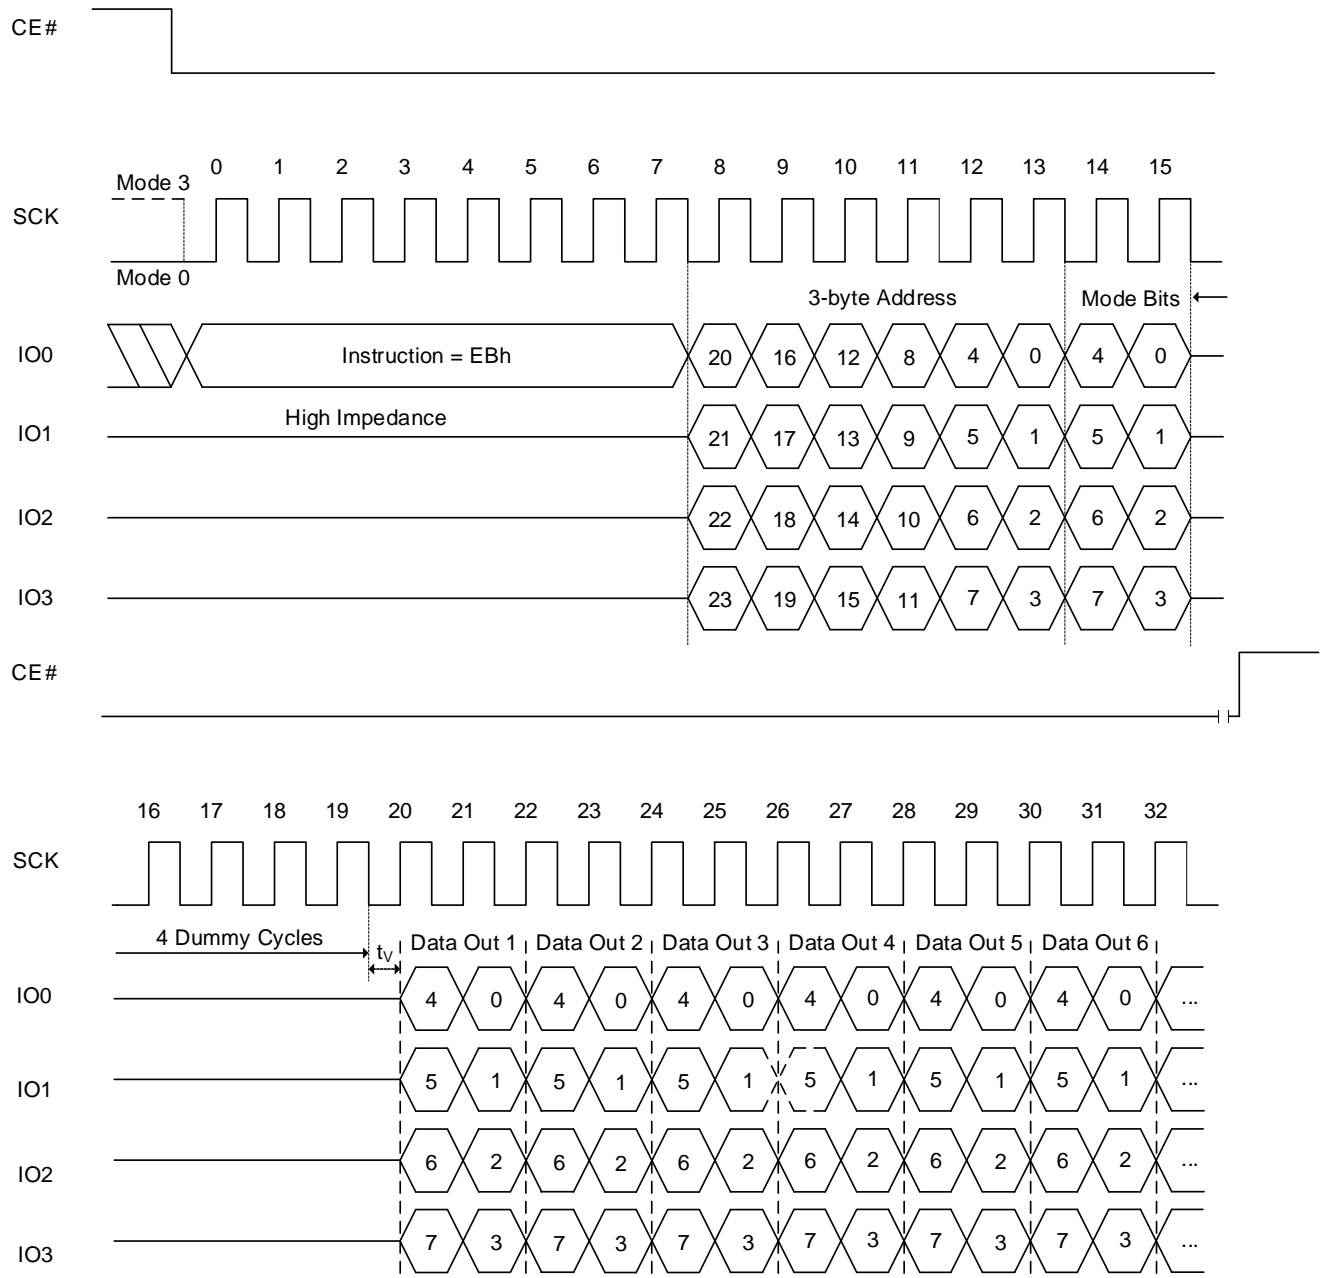 CE#
0 1 2 3 4 5 6 7 8 9 10 11 12 13 14 15
Mode 3
SCK
Mode 0
3-byte Address Mode Bits
IO0 Instruction = EBh 20 16 12 8 4 0 4 0
High Impedance
IO1 21 17 13 9 5 1 5 1
IO2 22 18 14 10 6 2 6 2
IO3 23 19 15 11 7 3 7 3
CE#
16 17 18 19 20 21 22 23 24 25 26 27 28 29 30 31 32
SCK
4 Dummy Cycles tV Data Out 1 Data Out 2 Data Out 3 Data Out 4 Data Out 5 Data Out 6
IO0 4 0 4 0 4 0 4 0 4 0 4 0 ...
IO1 5 1 5 1 5 1 5 1 5 1 5 1 ...
IO2 6 2 6 2 6 2 6 2 6 2 6 2 ...
IO3 7 3 7 3 7 3 7 3 7 3 7 3 ...